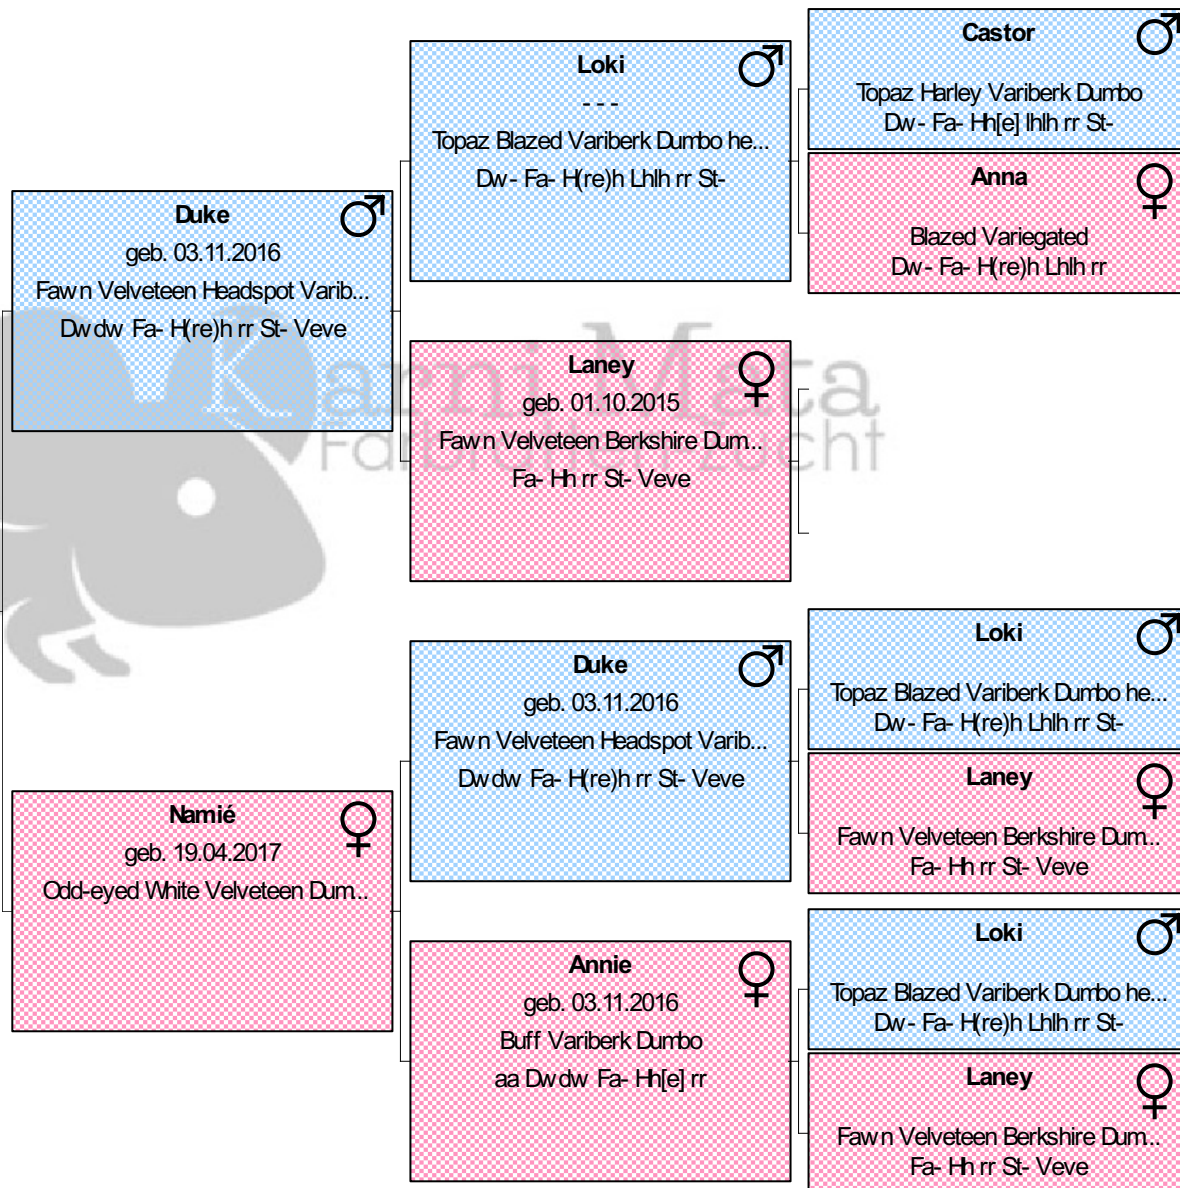 Castor
Topaz Harley Variberk Dumbo
Dw- Fa- Hh[e] lhlh rr St-
Loki
---
Topaz Blazed Variberk Dumbo he...
Dw- Fa- H(re)h Lhlh rr St-
Anna
Blazed Variegated
Dw- Fa- H(re)h Lhlh rr
Duke
geb. 03.11.2016
Fawn Velveteen Headspot Varib...
Dwdw Fa- H(re)h rr St- Veve
Karni Mata
Laney
geb. 01.10.2015
Fawn Velveteen Berkshire Dum...
Fa- Hh rr St- Veve
Duke
geb. 03.11.2016
Fawn Velveteen Headspot Varib...
Dwdw Fa- H(re)h rr St- Veve
Loki
Topaz Blazed Variberk Dumbo he...
Dw- Fa- H(re)h Lhlh rr St-
Laney
Fawn Velveteen Berkshire Dum...
Fa- Hh rr St- Veve
Namié
geb. 19.04.2017
Odd-eyed White Velveteen Dum...
Annie
geb. 03.11.2016
Buff Variberk Dumbo
aa Dwdw Fa- Hh[e] rr
Loki
Topaz Blazed Variberk Dumbo he...
Dw- Fa- H(re)h Lhlh rr St-
Laney
Fawn Velveteen Berkshire Dum...
Fa- Hh rr St- Veve